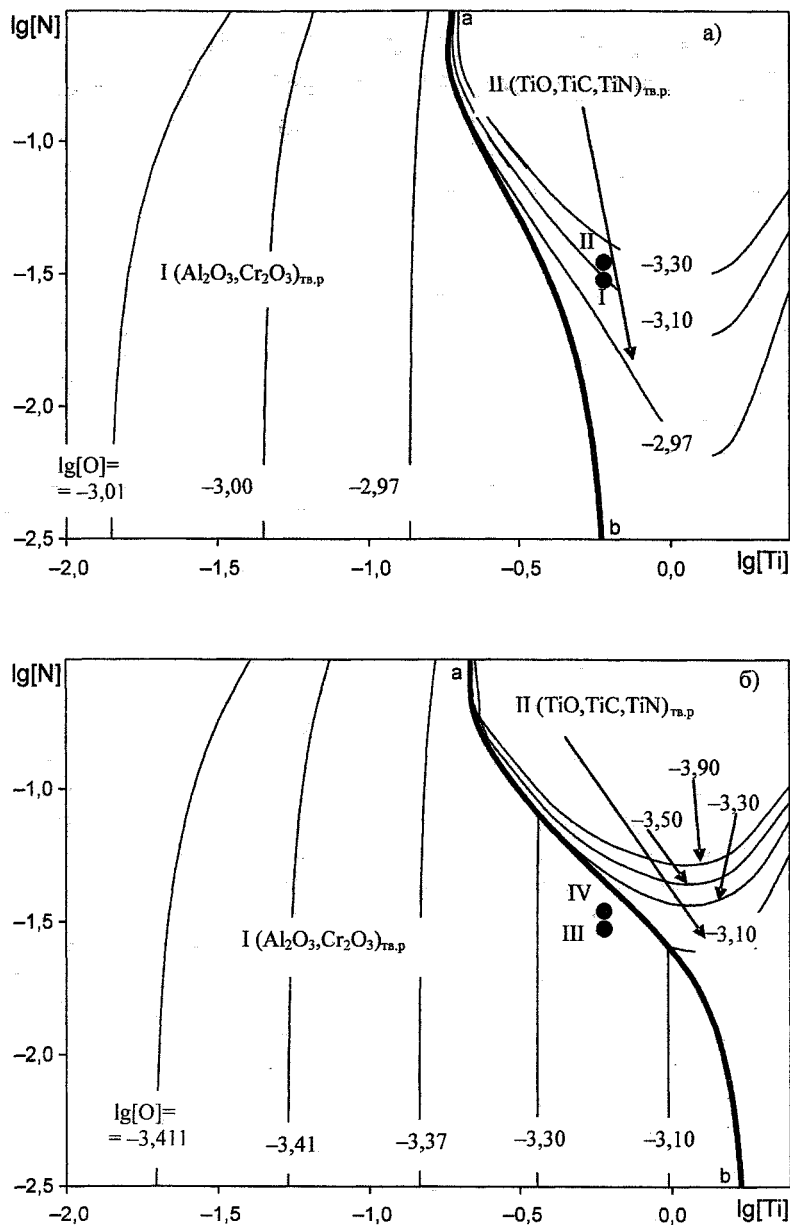 lg[N]
a
а)
II (TiO,TiC,TiN)тв.р.
–1,0
II
–3,30
I (Al₂O₃,Cr₂O₃)тв.р
–1,5
I
–3,10
–2,0
–2,97
lg[O]=
= –3,01
–3,00
–2,97
b
–2,5
–2,0
–1,5
–1,0
–0,5
0,0
lg[Ti]
lg[N]
a
б)
II (TiO,TiC,TiN)тв.р
–3,90
–1,0
–3,50
–3,30
IV
–1,5
I (Al₂O₃,Cr₂O₃)тв.р
III
–3,10
–2,0
lg[O]=
= –3,411
–3,41
–3,37
–3,30
–3,10
b
–2,5
–2,0
–1,5
–1,0
–0,5
0,0
lg[Ti]